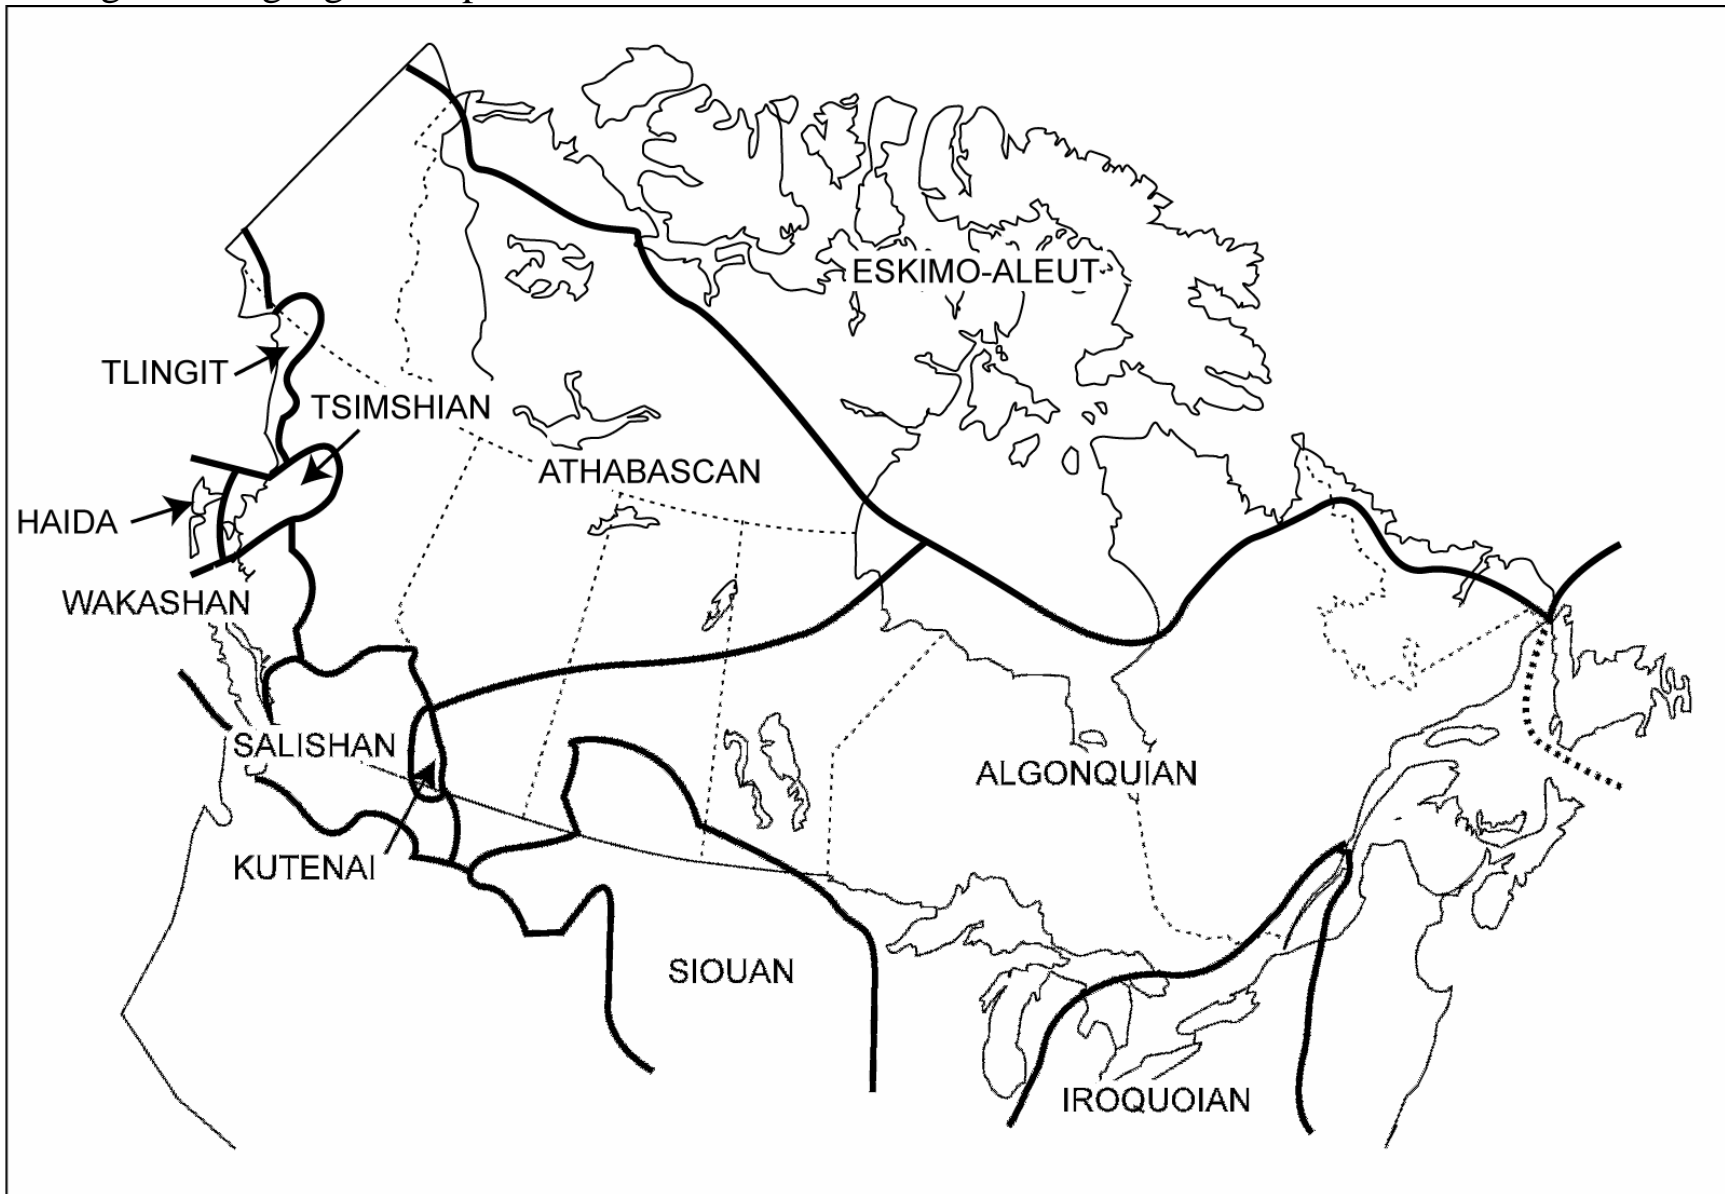 ESKIMO-ALEUT
TLINGIT
TSIMSHIAN
ATHABASCAN
HAIDA
WAKASHAN
SALISHAN
ALGONQUIAN
KUTENAI
SIOUAN
IROQUOIAN